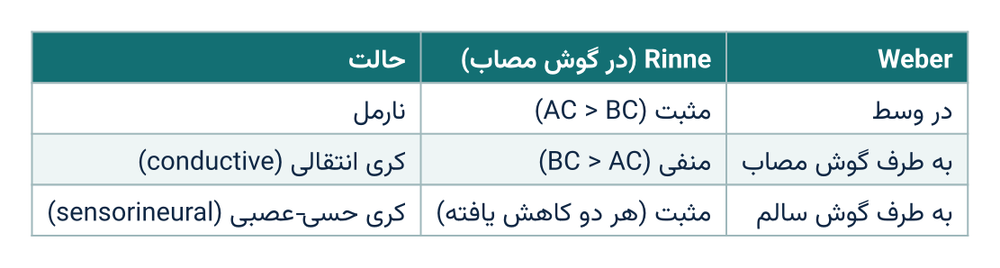 Weber	Rinne (در گوش مصاب)	حالت
در وسط	مثبت (AC > BC)	نارمل
به طرف گوش مصاب	منفی (BC > AC)	کری انتقالی (conductive)
به طرف گوش سالم	مثبت (هر دو کاهش یافته)	کری حسی-عصبی (sensorineural)